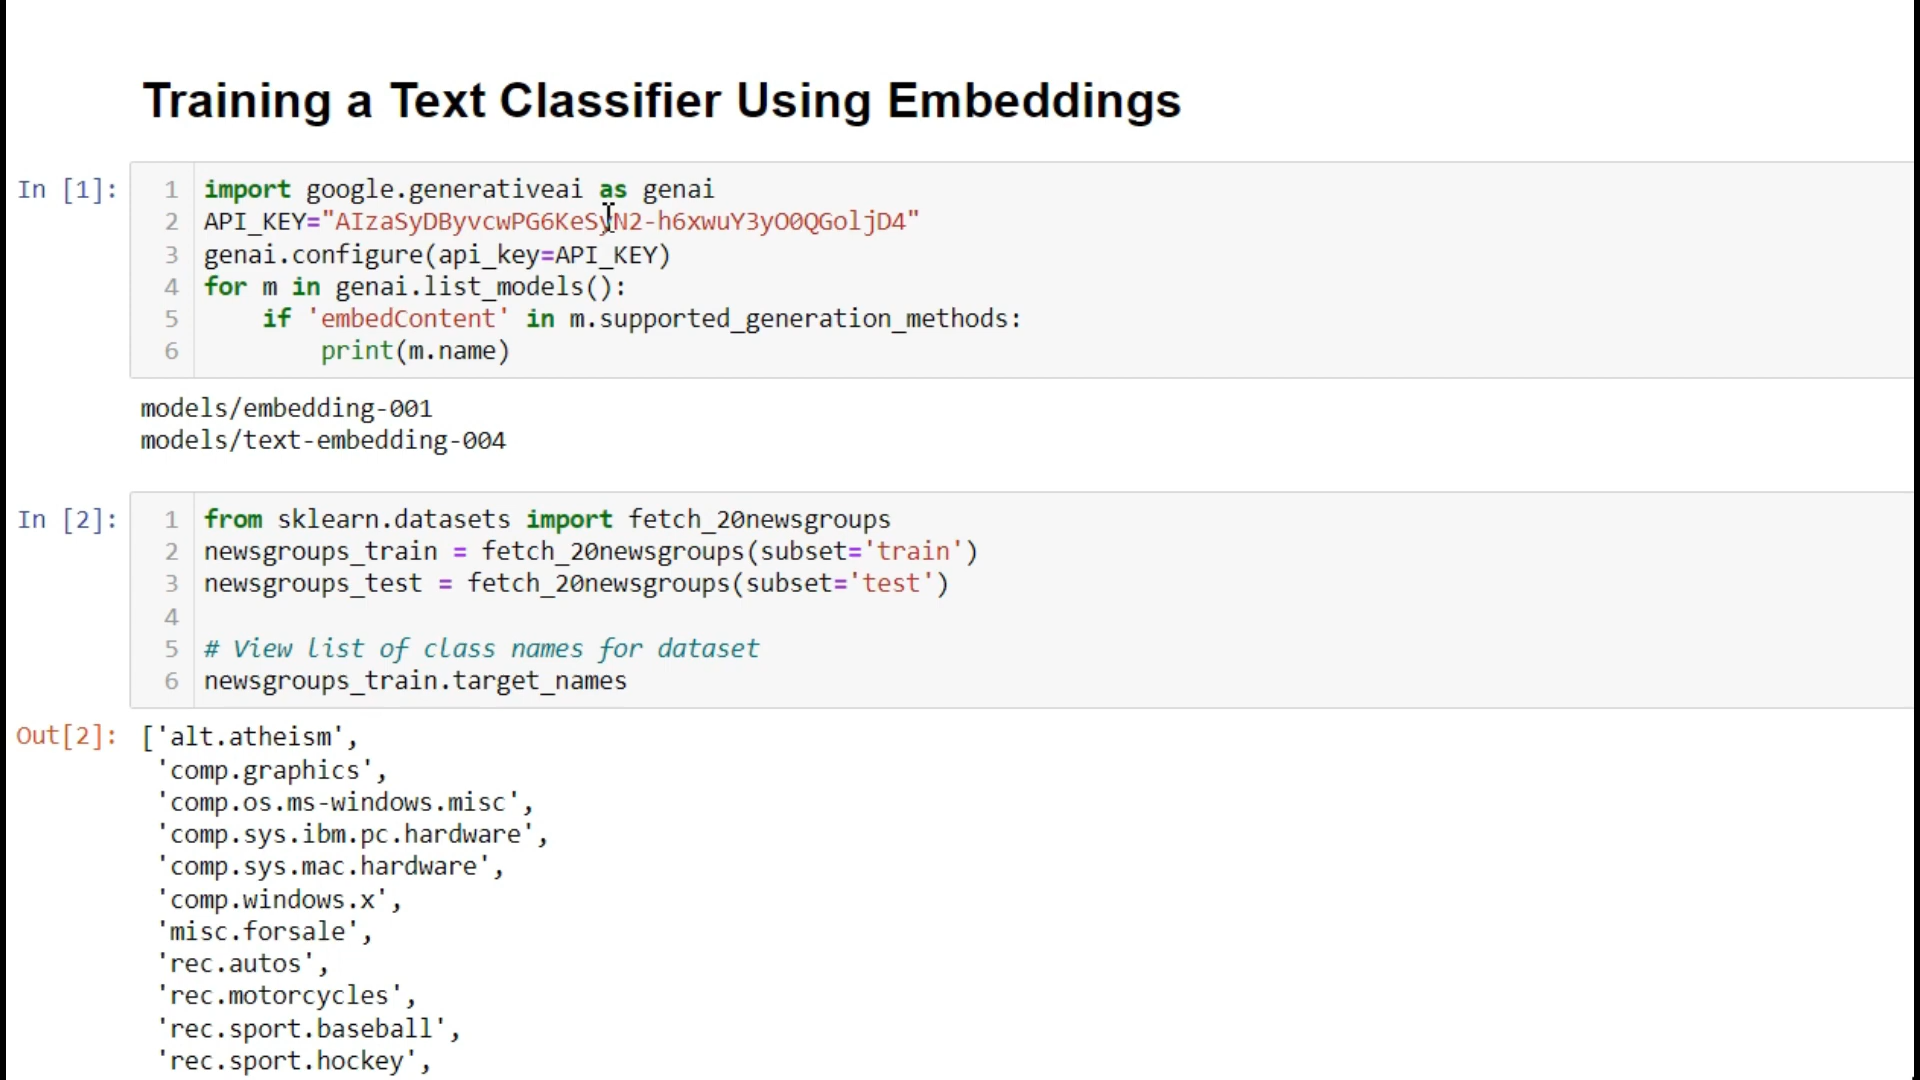 Training a Text Classifier Using Embeddings
In [1]:
1 import google.generativeai as genai
2 API_KEY="AIzaSyDByvcwPG6KeSyN2-h6xwuY3yO0QGoljD4"
3 genai.configure(api_key=API_KEY)
4 for m in genai.list_models():
5     if 'embedContent' in m.supported_generation_methods:
6         print(m.name)
models/embedding-001
models/text-embedding-004
In [2]:
1 from sklearn.datasets import fetch_20newsgroups
2 newsgroups_train = fetch_20newsgroups(subset='train')
3 newsgroups_test = fetch_20newsgroups(subset='test')
4
5 # View list of class names for dataset
6 newsgroups_train.target_names
Out[2]: ['alt.atheism',
'comp.graphics',
'comp.os.ms-windows.misc',
'comp.sys.ibm.pc.hardware',
'comp.sys.mac.hardware',
'comp.windows.x',
'misc.forsale',
'rec.autos',
'rec.motorcycles',
'rec.sport.baseball',
'rec.sport.hockey',